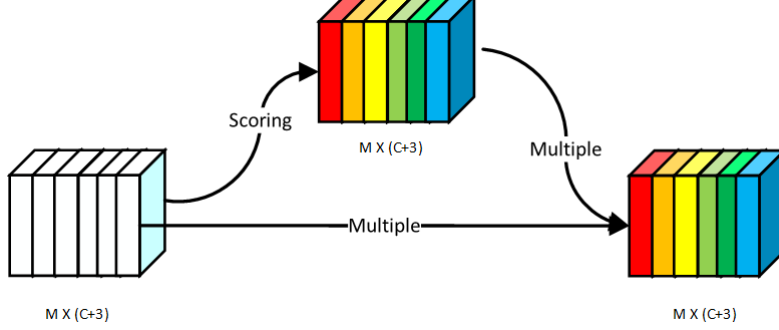 Scoring
M X (C+3)
Multiple
Multiple
M X (C+3)
M X (C+3)